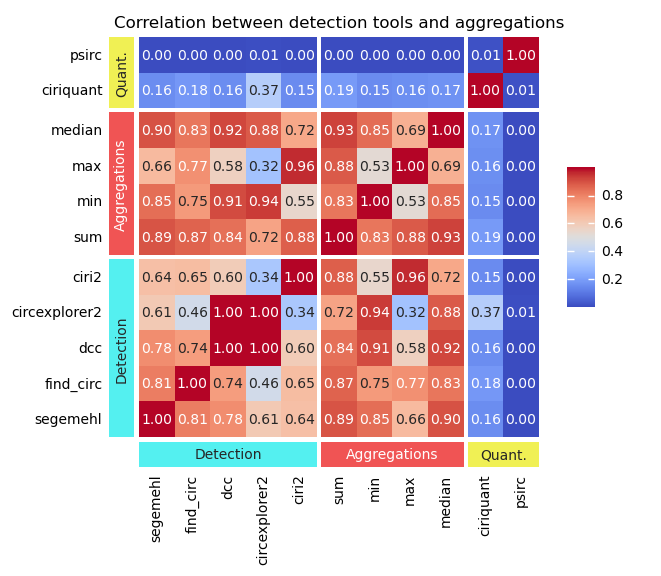 Correlation between detection tools and aggregations
psirc 0.00 0.00 0.00 0.01 0.00 0.00 0.00 0.00 0.00 0.01 1.00
Quant.
ciriquant 0.16 0.18 0.16 0.37 0.15 0.19 0.15 0.16 0.17 1.00 0.01
median 0.90 0.83 0.92 0.88 0.72 0.93 0.85 0.69 1.00 0.17 0.00
max 0.66 0.77 0.58 0.32 0.96 0.88 0.53 1.00 0.69 0.16 0.00
Aggregations
min 0.85 0.75 0.91 0.94 0.55 0.83 1.00 0.53 0.85 0.15 0.00
sum 0.89 0.87 0.84 0.72 0.88 1.00 0.83 0.88 0.93 0.19 0.00
ciri2 0.64 0.65 0.60 0.34 1.00 0.88 0.55 0.96 0.72 0.15 0.00
circexplorer2 0.61 0.46 1.00 1.00 0.34 0.72 0.94 0.32 0.88 0.37 0.01
Detection
dcc 0.78 0.74 1.00 1.00 0.60 0.84 0.91 0.58 0.92 0.16 0.00
find_circ 0.81 1.00 0.74 0.46 0.65 0.87 0.75 0.77 0.83 0.18 0.00
segemehl 1.00 0.81 0.78 0.61 0.64 0.89 0.85 0.66 0.90 0.16 0.00
Detection Aggregations Quant.
segemehl
find_circ
dcc
circexplorer2
ciri2
sum
min
max
median
ciriquant
psirc
0.8
0.6
0.4
0.2